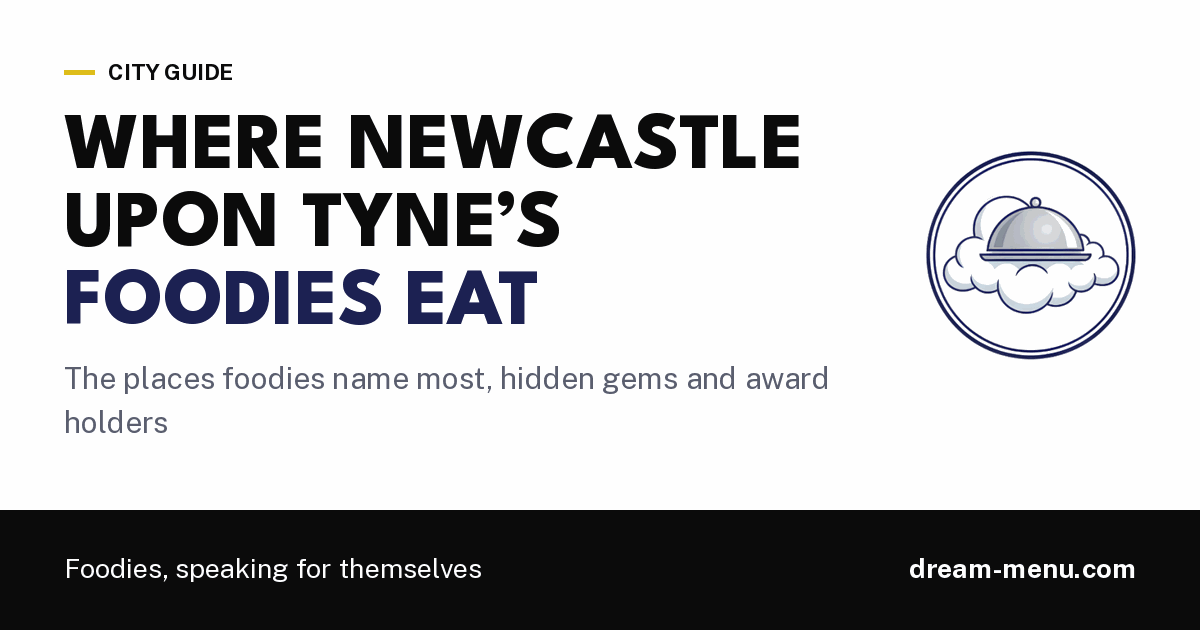 CITY GUIDE
WHERE NEWCASTLE
UPON TYNE’S
FOODIES EAT
The places foodies name most, hidden gems and award
holders
Foodies, speaking for themselves
dream-menu.com